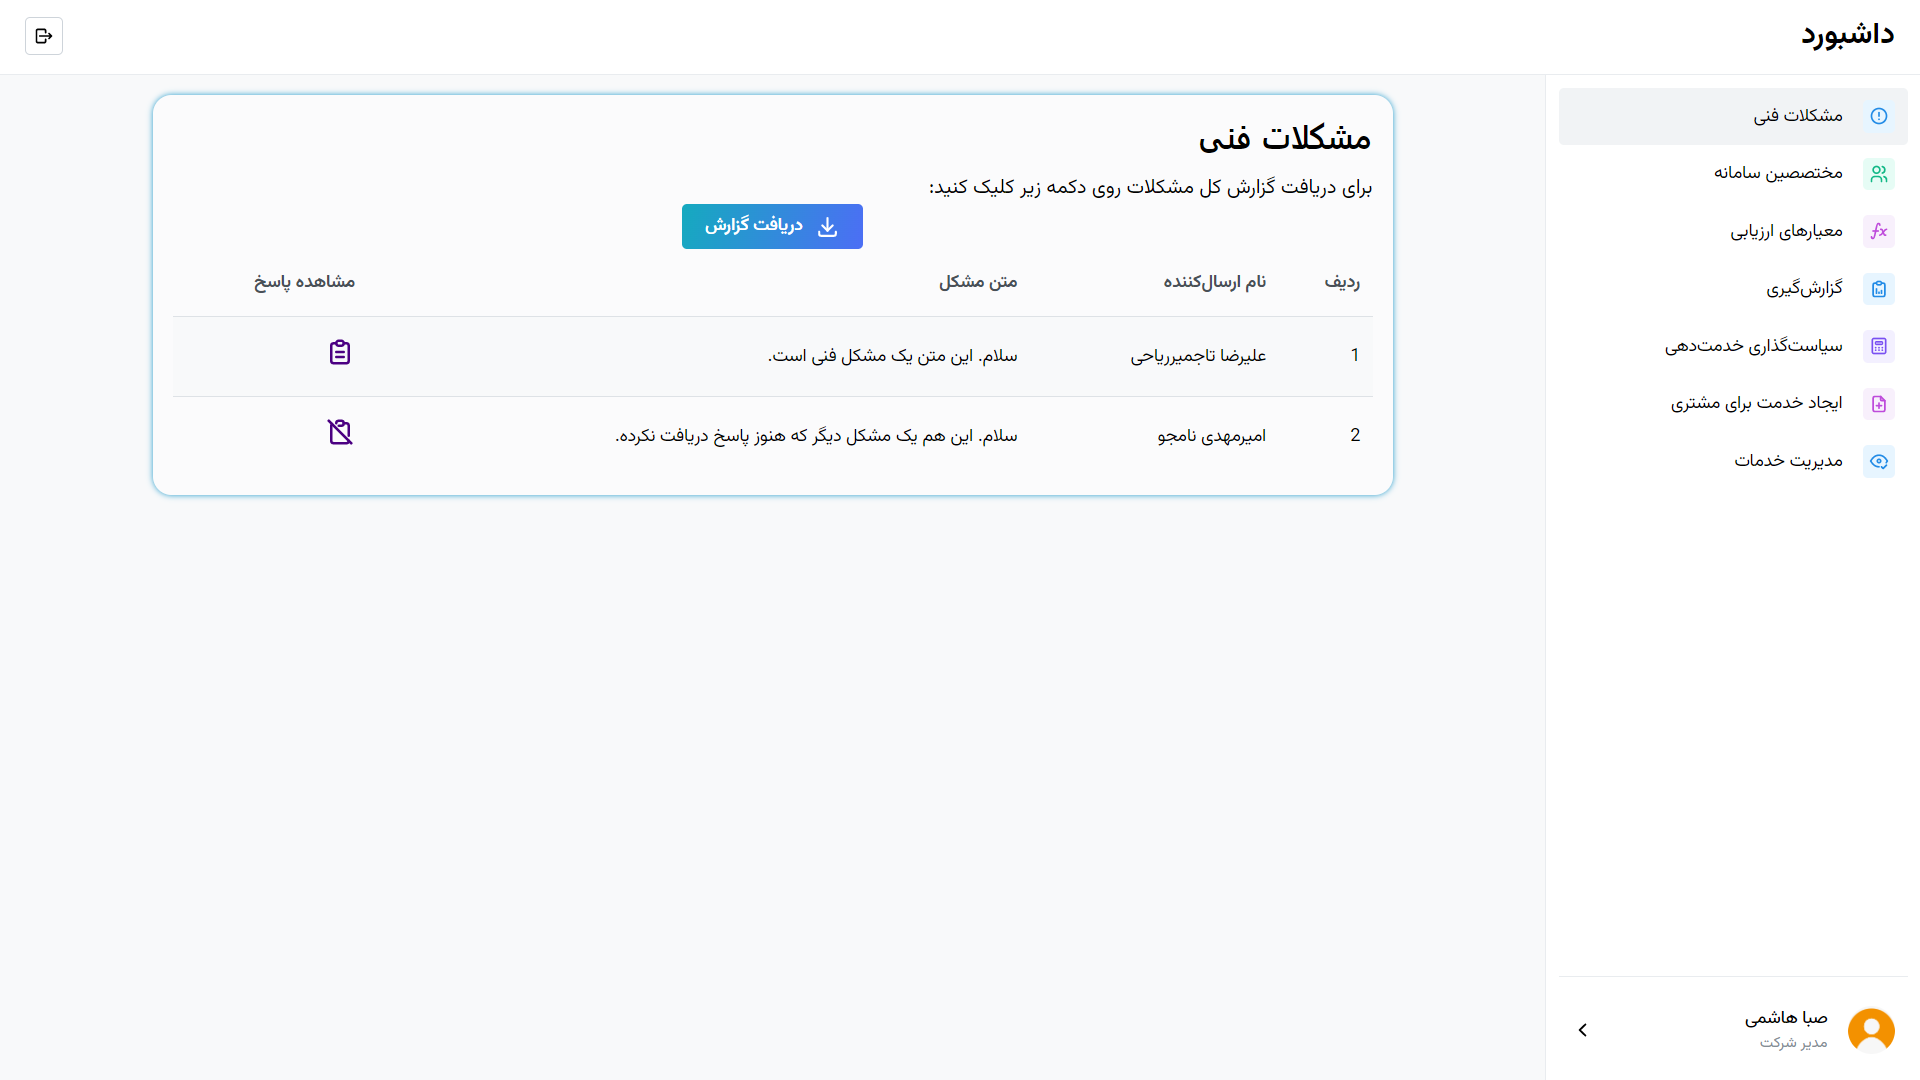 داشبورد
مشکلات فنی
مختصصین سامانه
معیارهای ارزیابی
گزارش‌گیری
سیاست‌گذاری خدمت‌دهی
ایجاد خدمت برای مشتری
مدیریت خدمات
صبا هاشمی
مدیر شرکت
مشکلات فنی
برای دریافت گزارش کل مشکلات روی دکمه زیر کلیک کنید:
دریافت گزارش
ردیف نام ارسال‌کننده متن مشکل مشاهده پاسخ
1 علیرضا تاجمیرریاحی سلام. این متن یک مشکل فنی است.
2 امیرمهدی نامجو سلام. این هم یک مشکل دیگر که هنوز پاسخ دریافت نکرده.